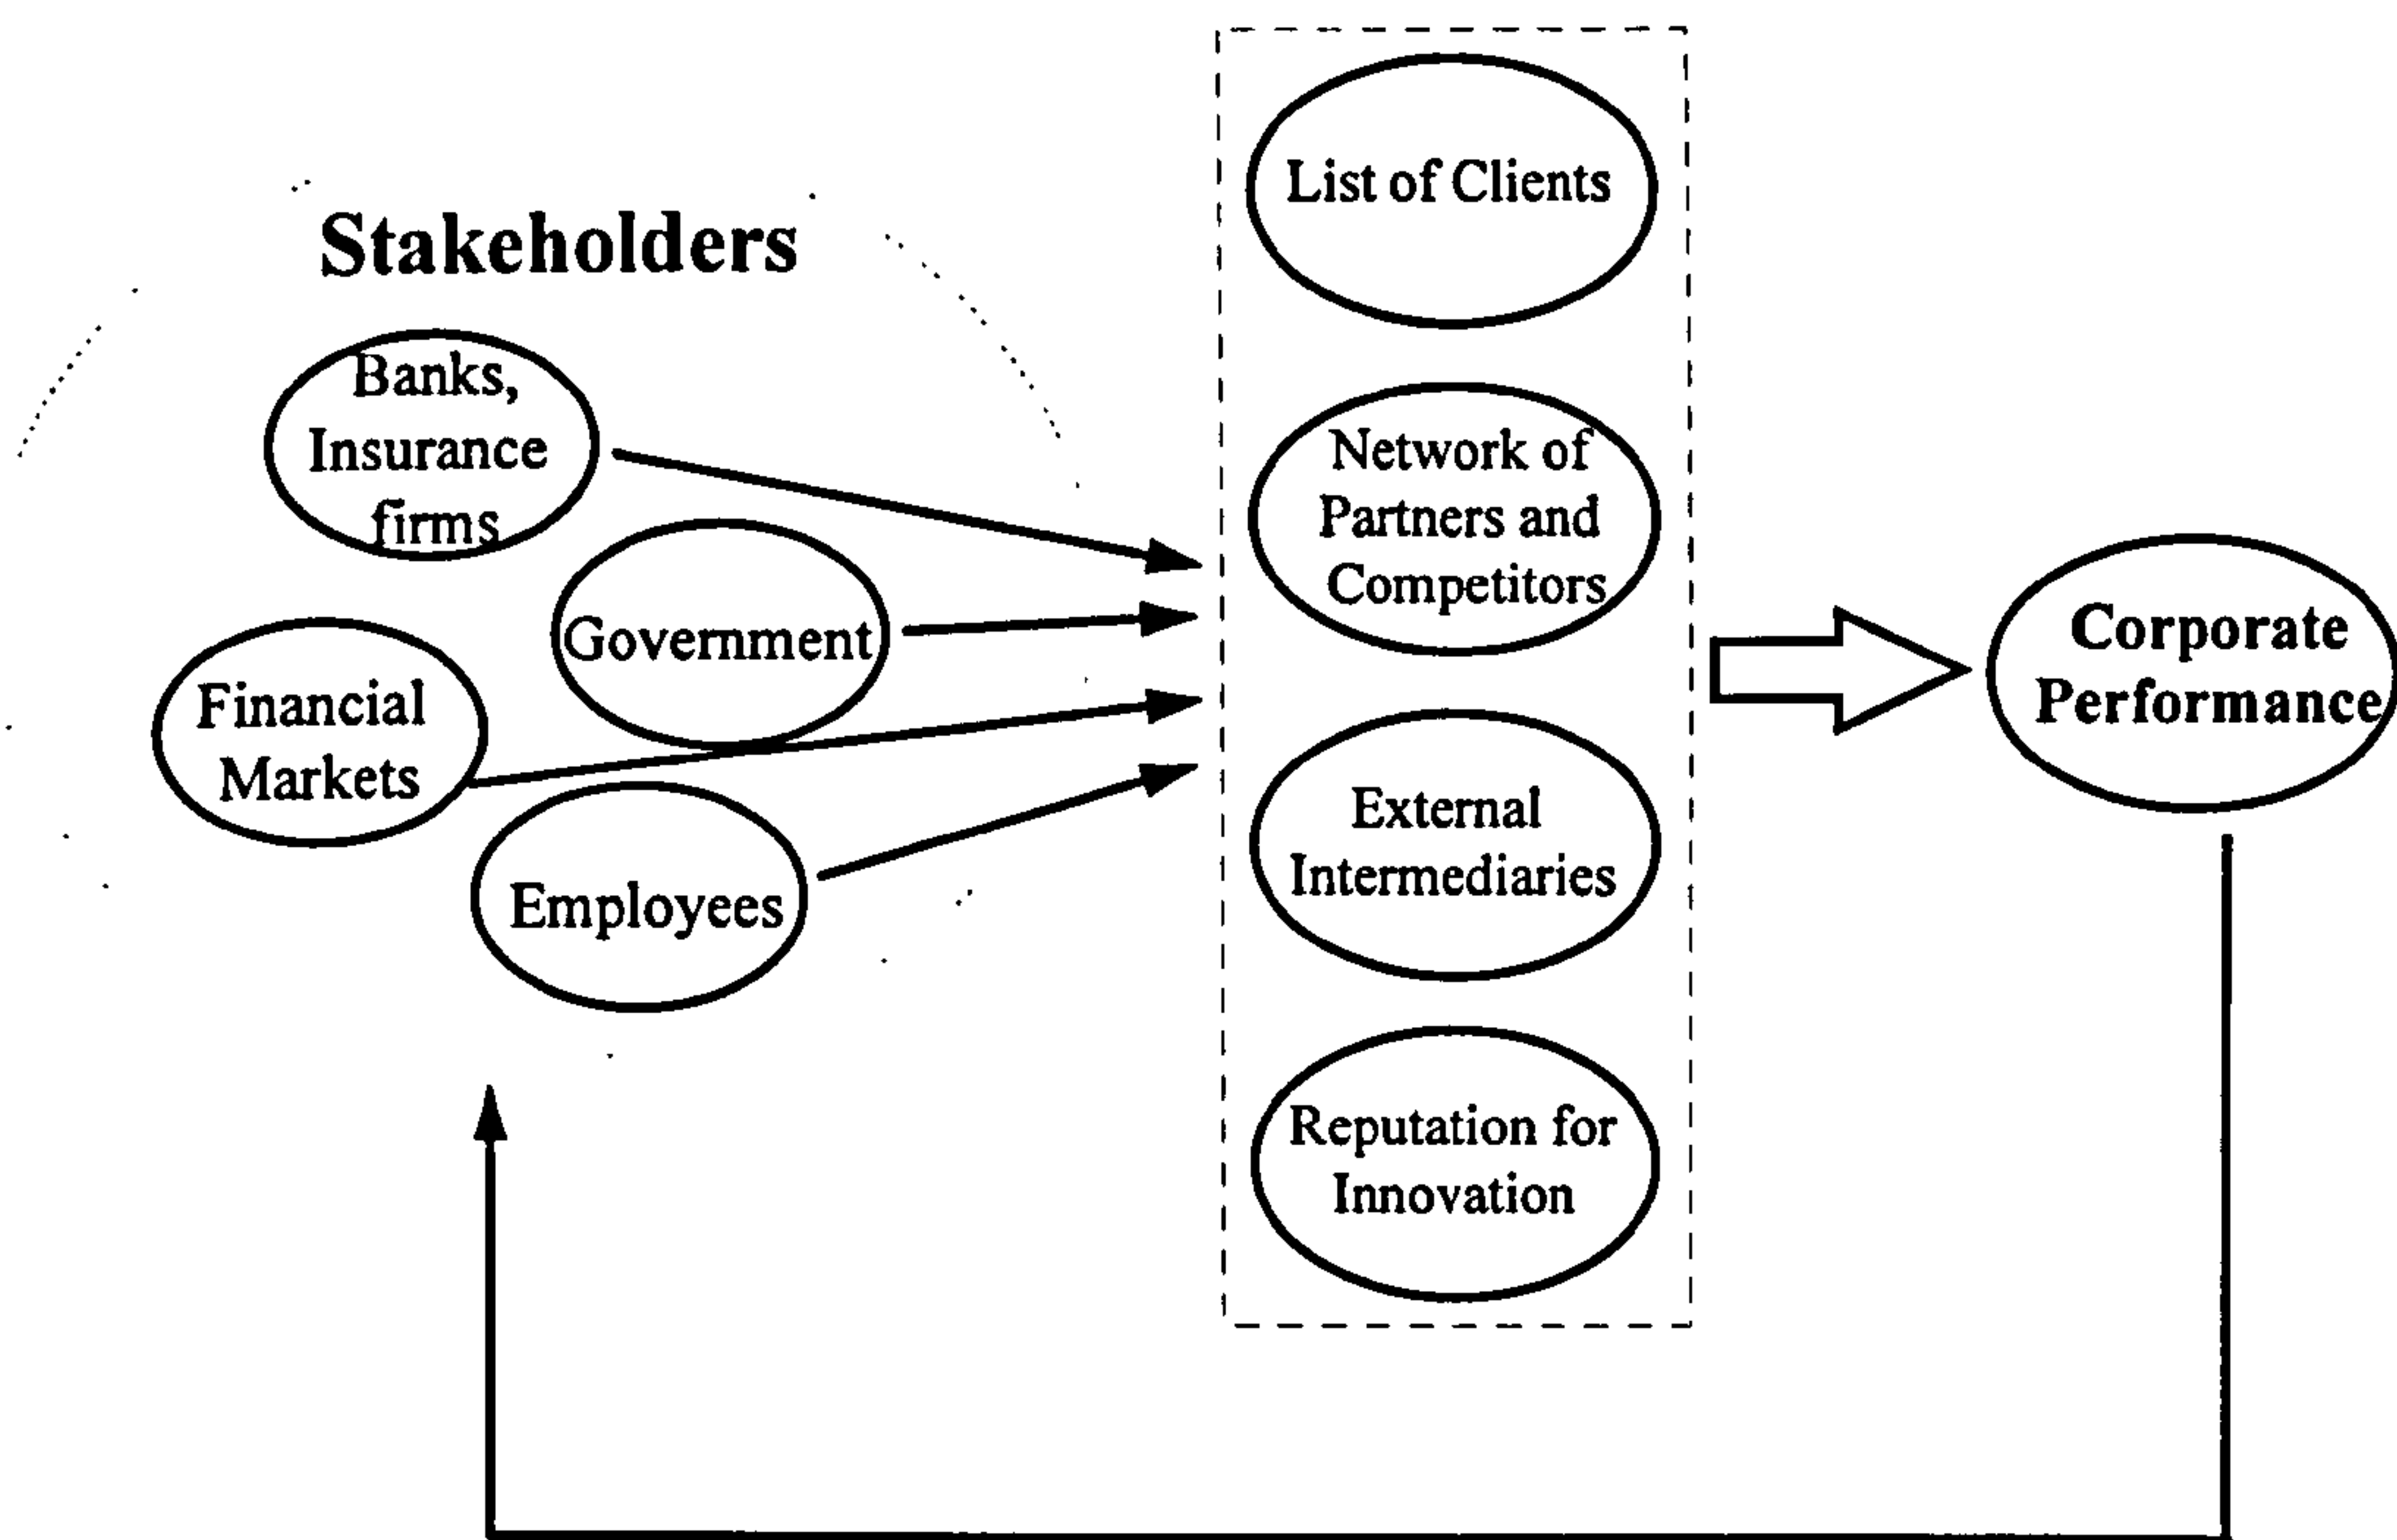 Stakeholders
Banks,
Insurance
firms
Government
Financial
Markets
Employees
List of Clients
Network of
Partners and
Competitors
External
Intermediaries
Reputation for
Innovation
Corporate
Performance